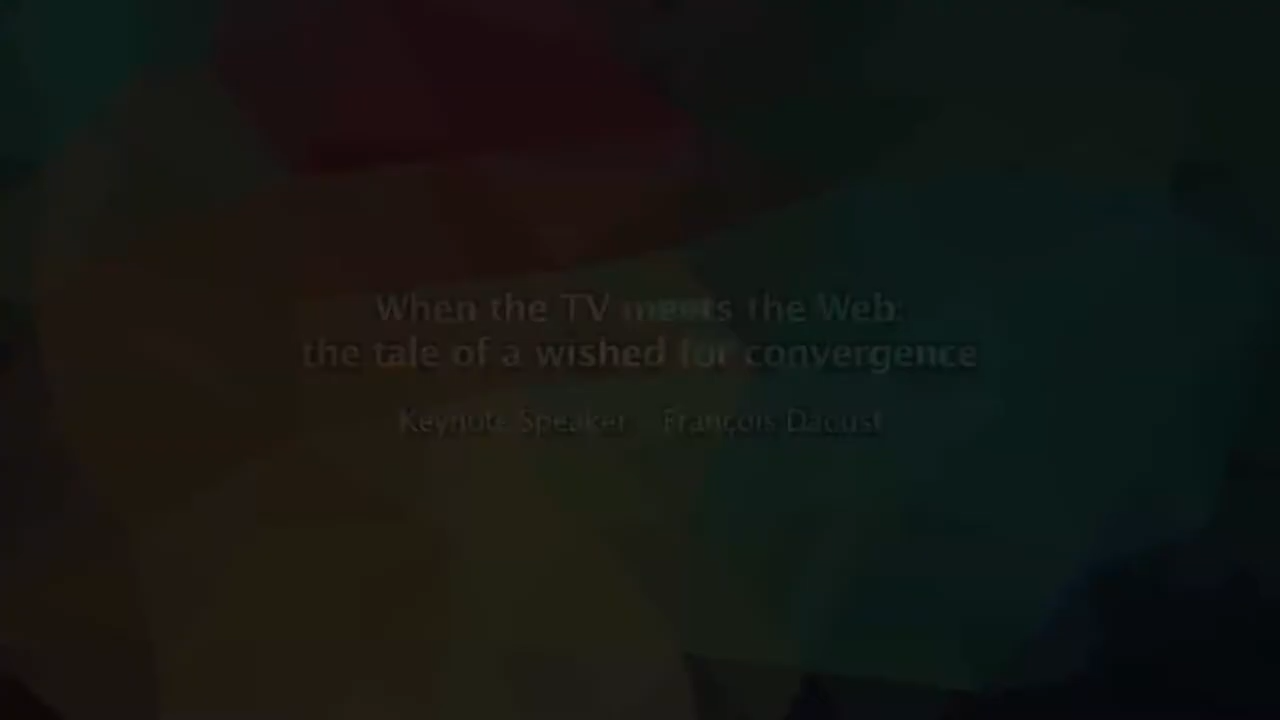 When the TV meets the Web:
the tale of a wished for convergence
Keynote Speaker - François Daoust